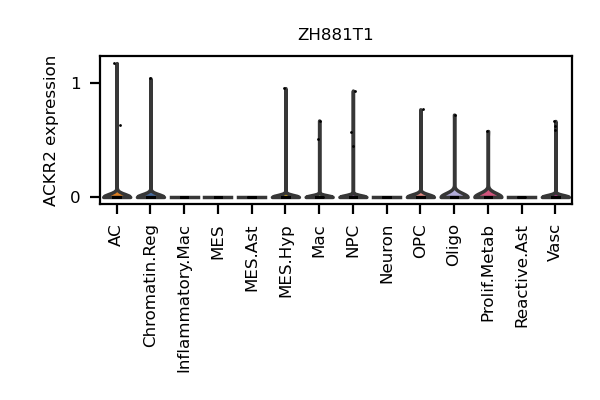 ZH881T1
ACKR2 expression
1
0
AC
Chromatin.Reg
Inflammatory.Mac
MES
MES.Ast
MES.Hyp
Mac
NPC
Neuron
OPC
Oligo
Prolif.Metab
Reactive.Ast
Vasc